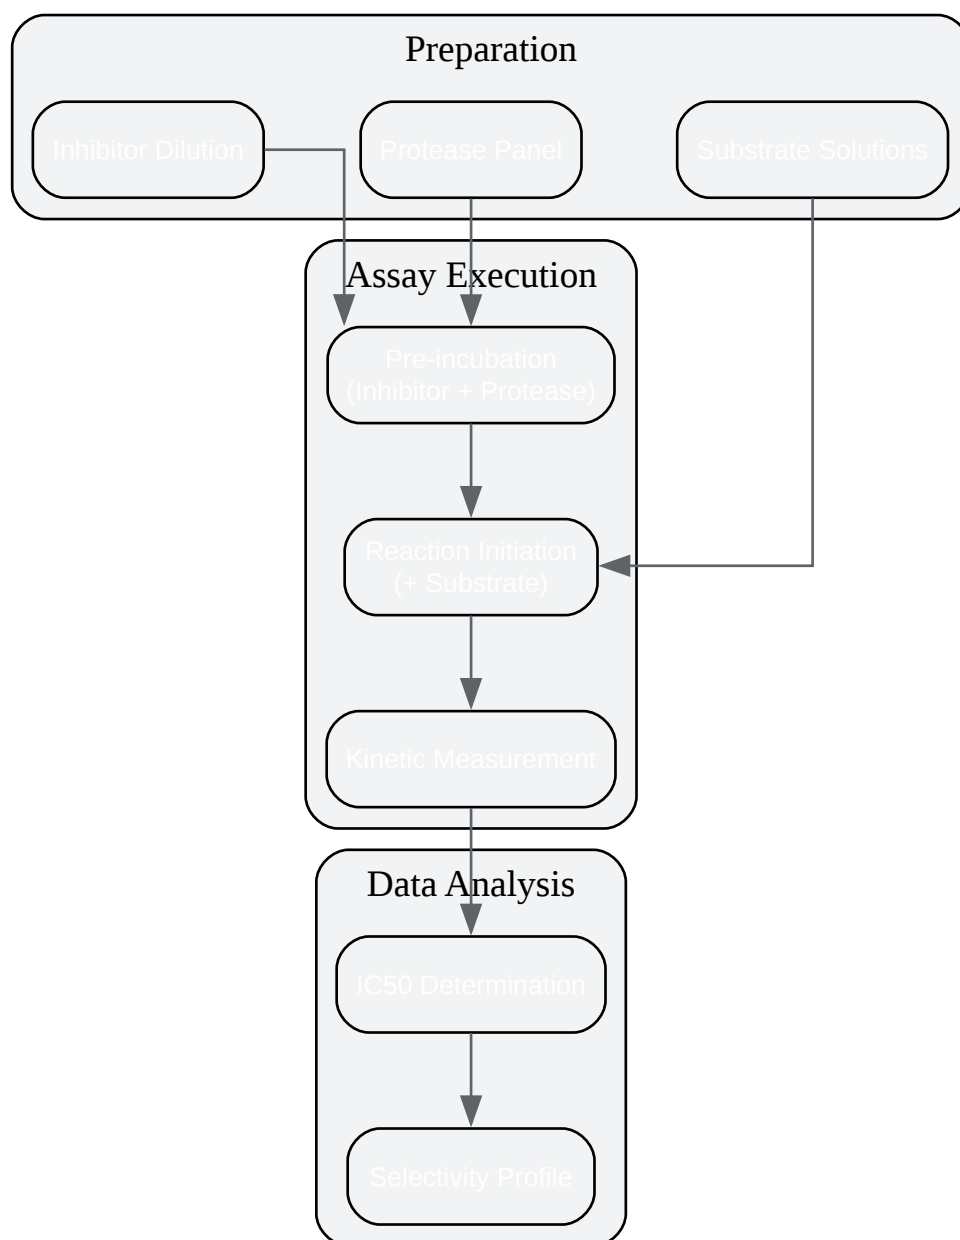 Preparation
Inhibitor Dilution
Protease Panel
Substrate Solutions
Assay Execution
Pre-incubation
(Inhibitor + Protease)
Reaction Initiation
(+ Substrate)
Kinetic Measurement
Data Analysis
IC50 Determination
Selectivity Profile